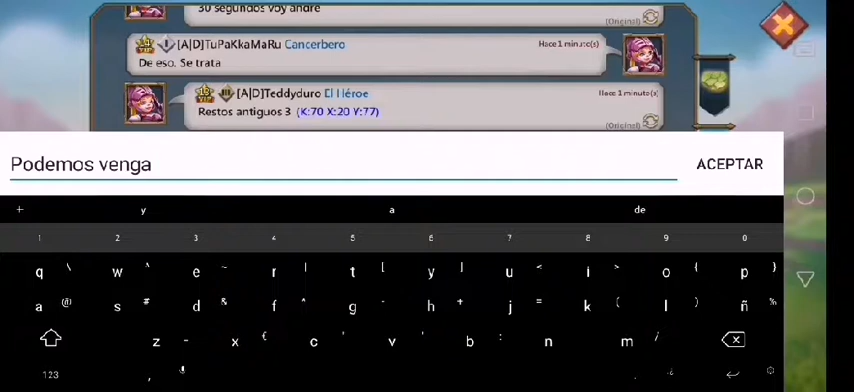 30 segundos voy andre
(Original)
[A|D]TuPaKkaMaRu Cancerbero
Hace 1 minuto(s)
De eso. Se trata
[A|D]Teddyduro El Héroe
Hace 1 minuto(s)
Restos antiguos 3 (K:70 X:20 Y:77)
(Original)
Podemos venga
ACEPTAR
+ y a de
1 2 3 4 5 6 7 8 9 0
q \ w ^ e ~ r | t [ y ] u < i > o { p }
a @ s # d & f * g - h + j = k ( l ) ñ %
z - x € c ' v ' b : n m /
123 , . ¿